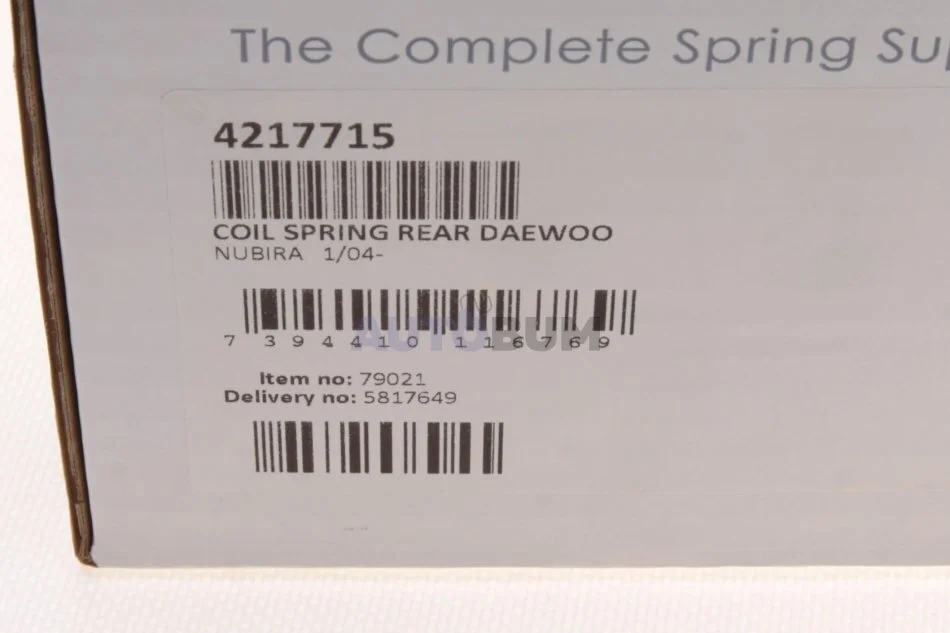 The Complete Spring
4217715
COIL SPRING REAR DAEWOO
NUBIRA 1/04-
AUTOBUM
7 394410 116769
Item no: 79021
Delivery no: 5817649